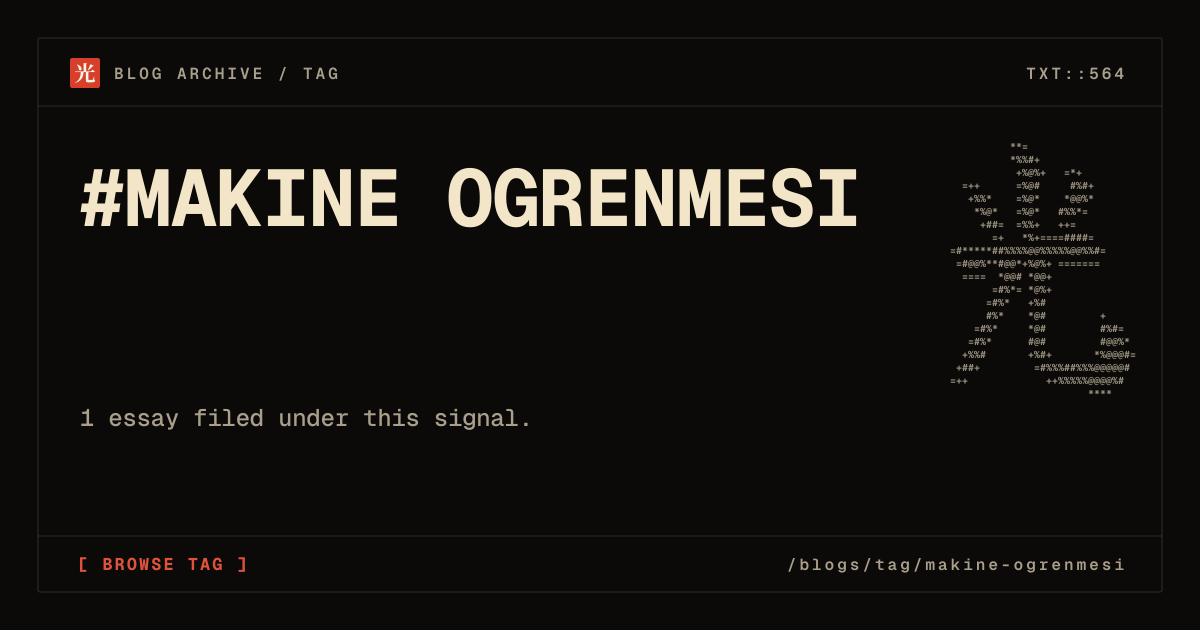 光 BLOG ARCHIVE / TAG
TXT::564
#MAKINE OGRENMESI
1 essay filed under this signal.
[ BROWSE TAG ]
/blogs/tag/makine-ogrenmesi